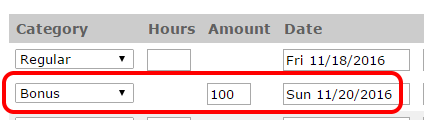 Category Hours Amount Date
Regular Fri 11/18/2016
Bonus 100 Sun 11/20/2016